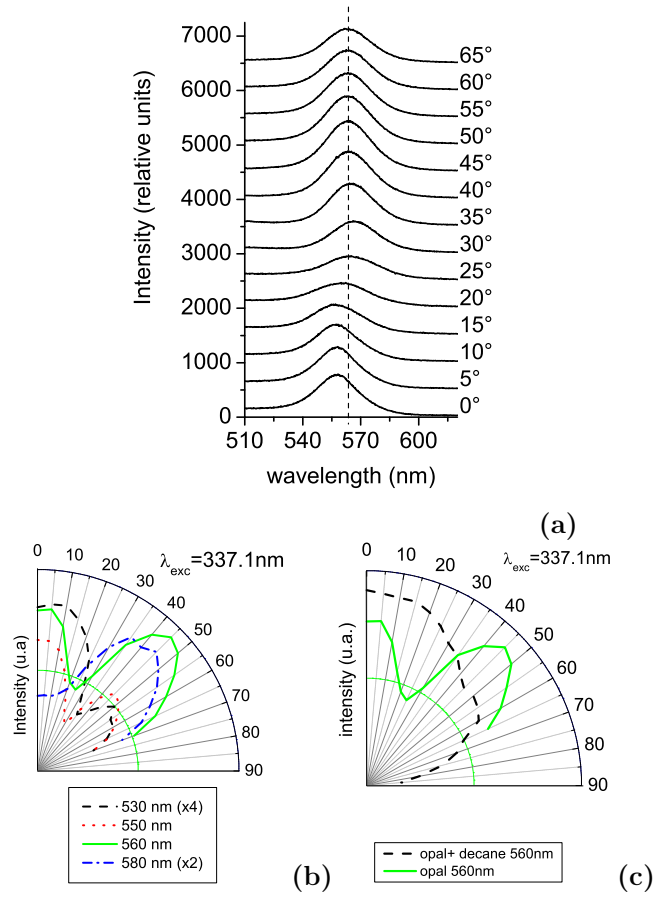 7000
6000
5000
4000
3000
2000
1000
0
Intensity (relative units)
65°
60°
55°
50°
45°
40°
35°
30°
25°
20°
15°
10°
5°
0°
510 540 570 600
wavelength (nm)
(a)
0 10 20 30 40 50 60 70 80 90
λexc=337.1nm
Intensity (u.a)
530 nm (x4)
550 nm
560 nm
580 nm (x2)
(b)
0 10 20 30 40 50 60 70 80 90
λexc=337.1nm
intensity (u.a.)
opal+ decane 560nm
opal 560nm
(c)